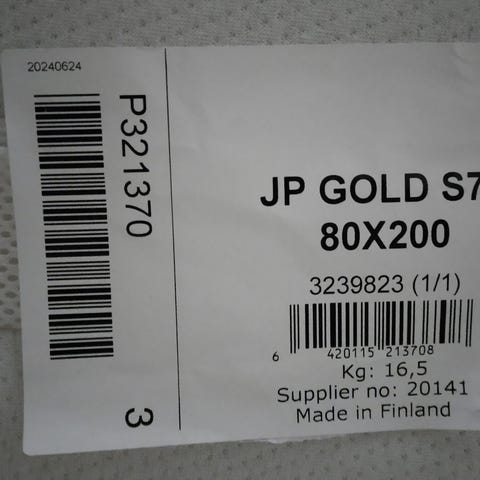 20240624
P321370
3
JP GOLD S7
80X200
3239823 (1/1)
6 420115 213708
Kg: 16,5
Supplier no: 20141
Made in Finland